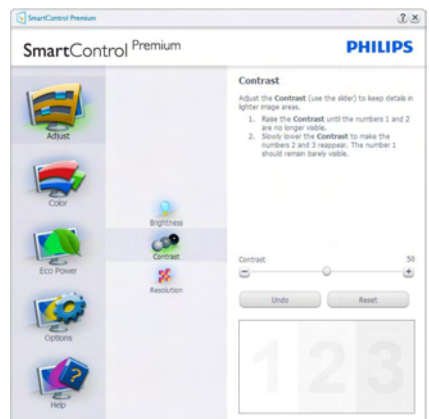 SmartControl Premium
SmartControl Premium
PHILIPS
Adjust
Color
Eco Power
Options
Help
Brightness
Contrast
Resolution
Contrast
Adjust the Contrast (use the slider) to keep details in
lighter image areas.
1. Raise the Contrast until the numbers 1 and 2
are no longer visible.
2. Slowly lower the Contrast to make the
numbers 2 and 3 reappear. The number 1
should remain barely visible.
Contrast 50
Undo Reset
1 2 3